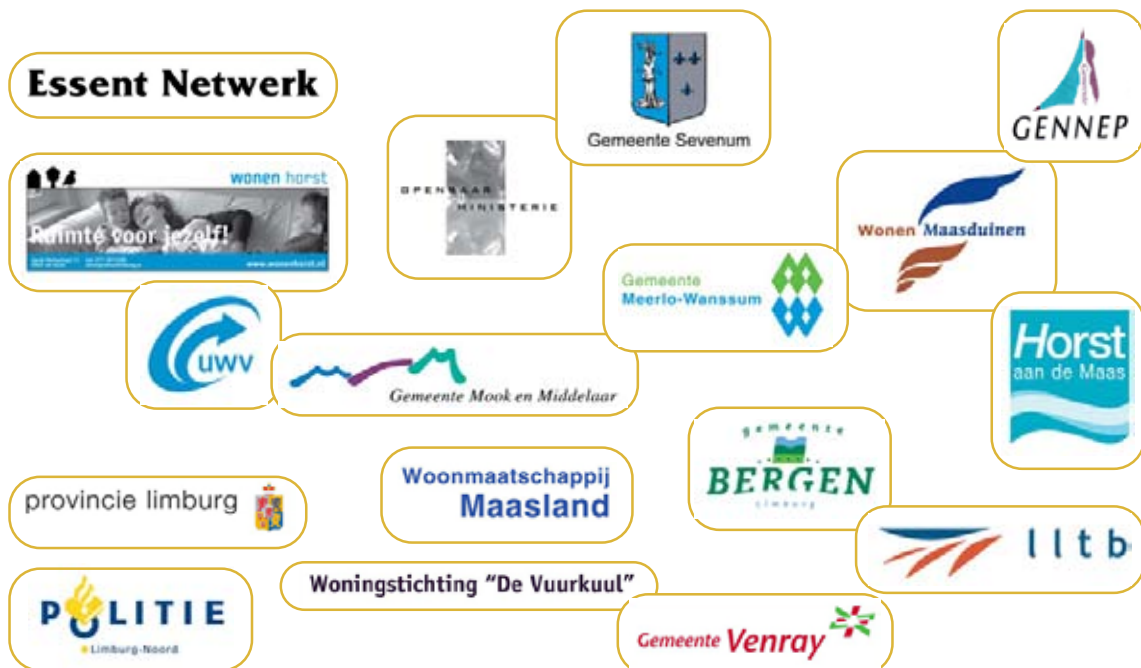 Essent Netwerk
Gemeente Sevenum
GENNEP
wonen horst
Ruimte voor jezelf!
www.wonenhorst.nl
OPENBAAR
MINISTERIE
Wonen Maasduinen
Gemeente
Meerlo-Wanssum
UWV
Gemeente Mook en Middelaar
Horst
aan de Maas
gemeente
BERGEN
Limburg
Woonmaatschappij
Maasland
provincie limburg
lltb
Woningstichting “De Vuurkuul”
POLITIE
Limburg-Noord
Gemeente Venray